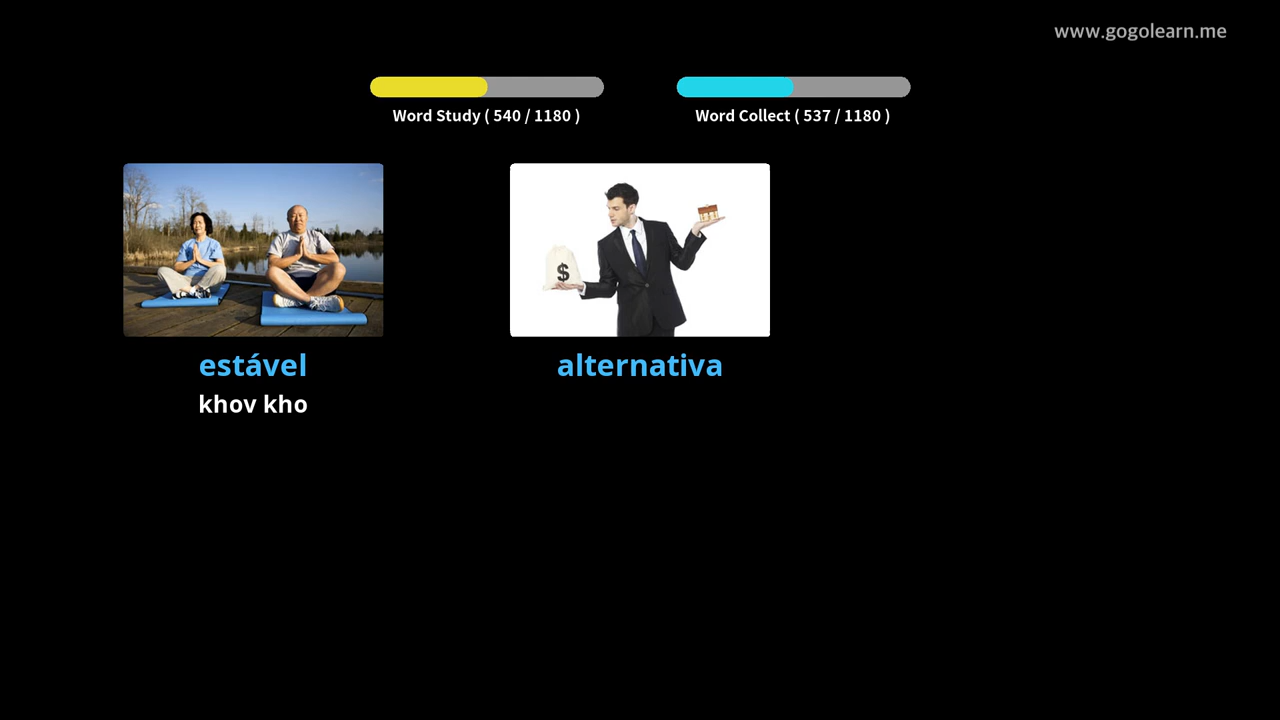 www.gogolearn.me
Word Study ( 540 / 1180 )
Word Collect ( 537 / 1180 )
$
estável
alternativa
khov kho